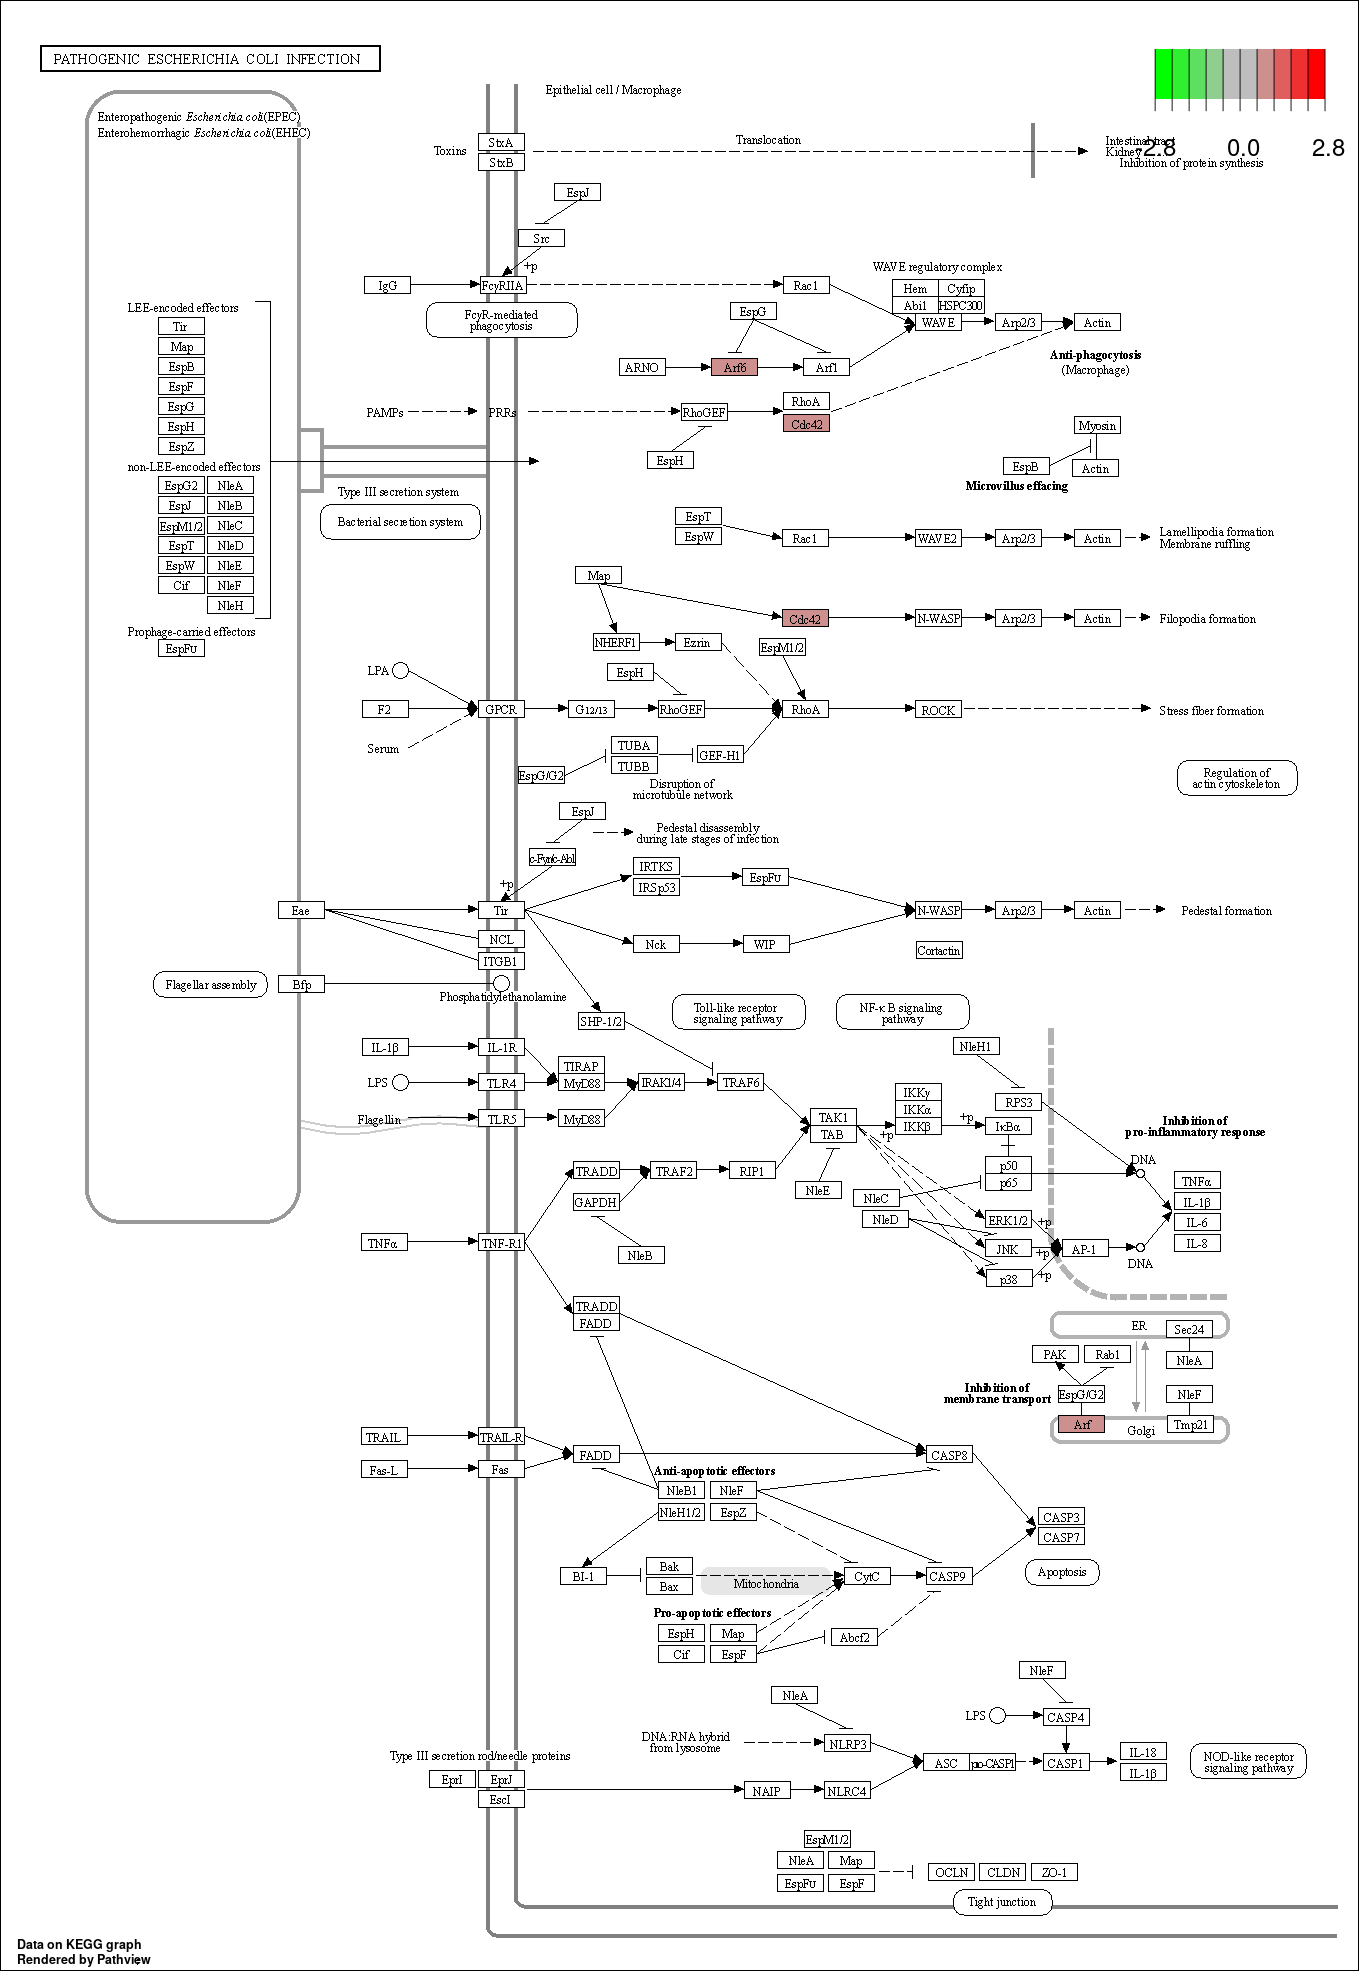 PATHOGENIC ESCHERICHIA COLI INFECTION
-2.8 0.0 2.8
Epithelial cell / Macrophage
Enteropathogenic Escherichia coli(EPEC)
Enterohemorrhagic Escherichia coli(EHEC)
Toxins
StxA
StxB
Translocation
Intestinal tract
Kidney
Inhibition of protein synthesis
EspJ
Src
+p
IgG
FcγRIIA
Rac1
FcγR-mediated
phagocytosis
WAVE regulatory complex
Hem
Cyfip
Abi1
HSPC300
WAVE
Arp2/3
Actin
EspG
ARNO
Arf6
Arf1
Anti-phagocytosis
(Macrophage)
PAMPs
PRRs
RhoGEF
RhoA
Cdc42
EspH
Myosin
EspB
Actin
Microvillus effacing
LEE-encoded effectors
Tir
Map
EspB
EspF
EspG
EspH
EspZ
non-LEE-encoded effectors
EspG2
NleA
EspJ
NleB
EspM1/2
NleC
EspT
NleD
EspW
NleE
Cif
NleF
NleH
Prophage-carried effectors
EspFu
Type III secretion system
Bacterial secretion system
EspT
EspW
Rac1
WAVE2
Arp2/3
Actin
Lamellipodia formation
Membrane ruffling
Map
Cdc42
N-WASP
Arp2/3
Actin
Filopodia formation
NHERF1
Ezrin
EspM1/2
LPA
EspH
F2
GPCR
G12/13
RhoGEF
RhoA
ROCK
Stress fiber formation
Serum
TUBA
TUBB
GEF-H1
EspG/G2
Disruption of
microtubule network
Regulation of
actin cytoskeleton
EspJ
Pedestal disassembly
during late stages of infection
c-Fyn/c-Abl
+p
IRTKS
IRSp53
EspFu
Eae
Tir
N-WASP
Arp2/3
Actin
Pedestal formation
NCL
ITGB1
Nck
WIP
Cortactin
Flagellar assembly
Bfp
Phosphatidylethanolamine
SHP-1/2
Toll-like receptor
signaling pathway
NF-κB signaling
pathway
IL-1β
IL-1R
TIRAP
LPS
TLR4
MyD88
IRAK1/4
TRAF6
Flagellin
TLR5
MyD88
NleH1
RPS3
IKKγ
IKKα
IKKβ
TAK1
TAB
+p
+p
IκBα
p50
p65
Inhibition of
pro-inflammatory response
DNA
TNFα
IL-1β
IL-6
IL-8
TRADD
TRAF2
RIP1
NleE
NleC
NleD
GAPDH
NleB
ERK1/2
+p
JNK
+p
AP-1
p38
+p
DNA
TNFα
TNF-R1
TRADD
FADD
ER
Sec24
PAK
Rab1
NleA
Inhibition of
membrane transport
EspG/G2
NleF
Arf
Golgi
Tmp21
TRAIL
TRAIL-R
Fas-L
Fas
FADD
CASP8
Anti-apoptotic effectors
NleB1
NleF
NleH1/2
EspZ
CASP3
CASP7
BI-1
Bak
Bax
Mitochondria
CytC
CASP9
Apoptosis
Pro-apoptotic effectors
EspH
Map
Cif
EspF
Abcf2
NleF
NleA
LPS
CASP4
DNA:RNA hybrid
from lysosome
NLRP3
Type III secretion rod/needle proteins
EprI
EprJ
EscI
ASC
pro-CASP1
CASP1
IL-18
IL-1β
NOD-like receptor
signaling pathway
NAIP
NLRC4
EspM1/2
NleA
Map
EspFu
EspF
OCLN
CLDN
ZO-1
Tight junction
Data on KEGG graph
Rendered by Pathview